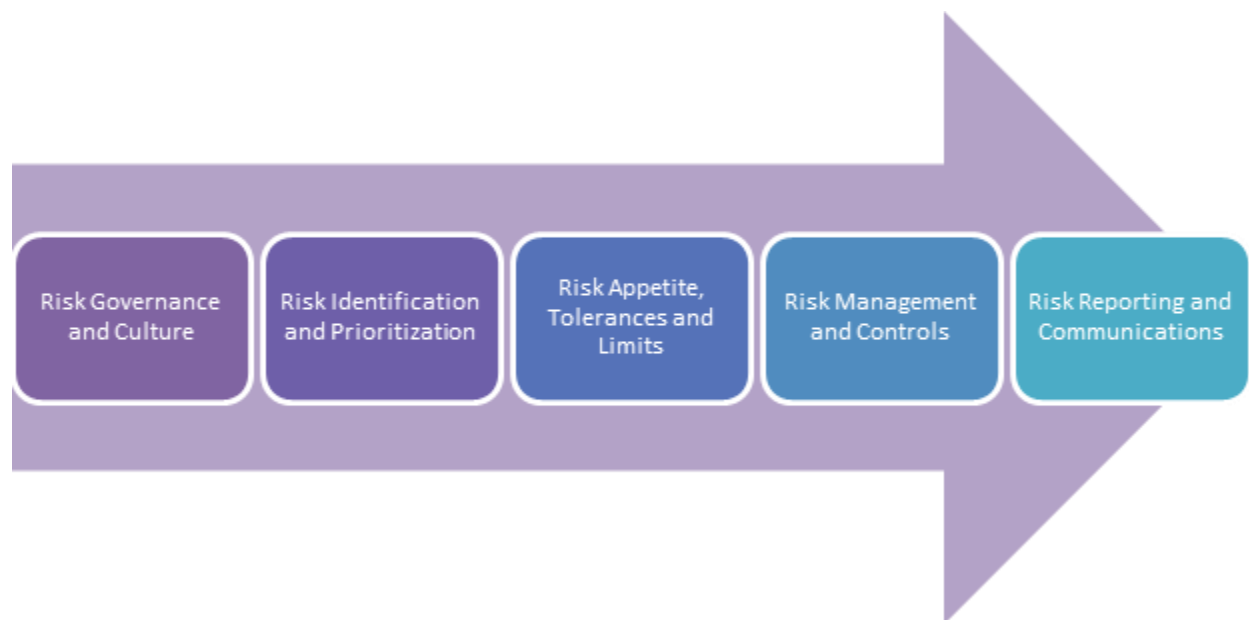 Risk Governance
and Culture
Risk Identification
and Prioritization
Risk Appetite,
Tolerances and
Limits
Risk Management
and Controls
Risk Reporting and
Communications